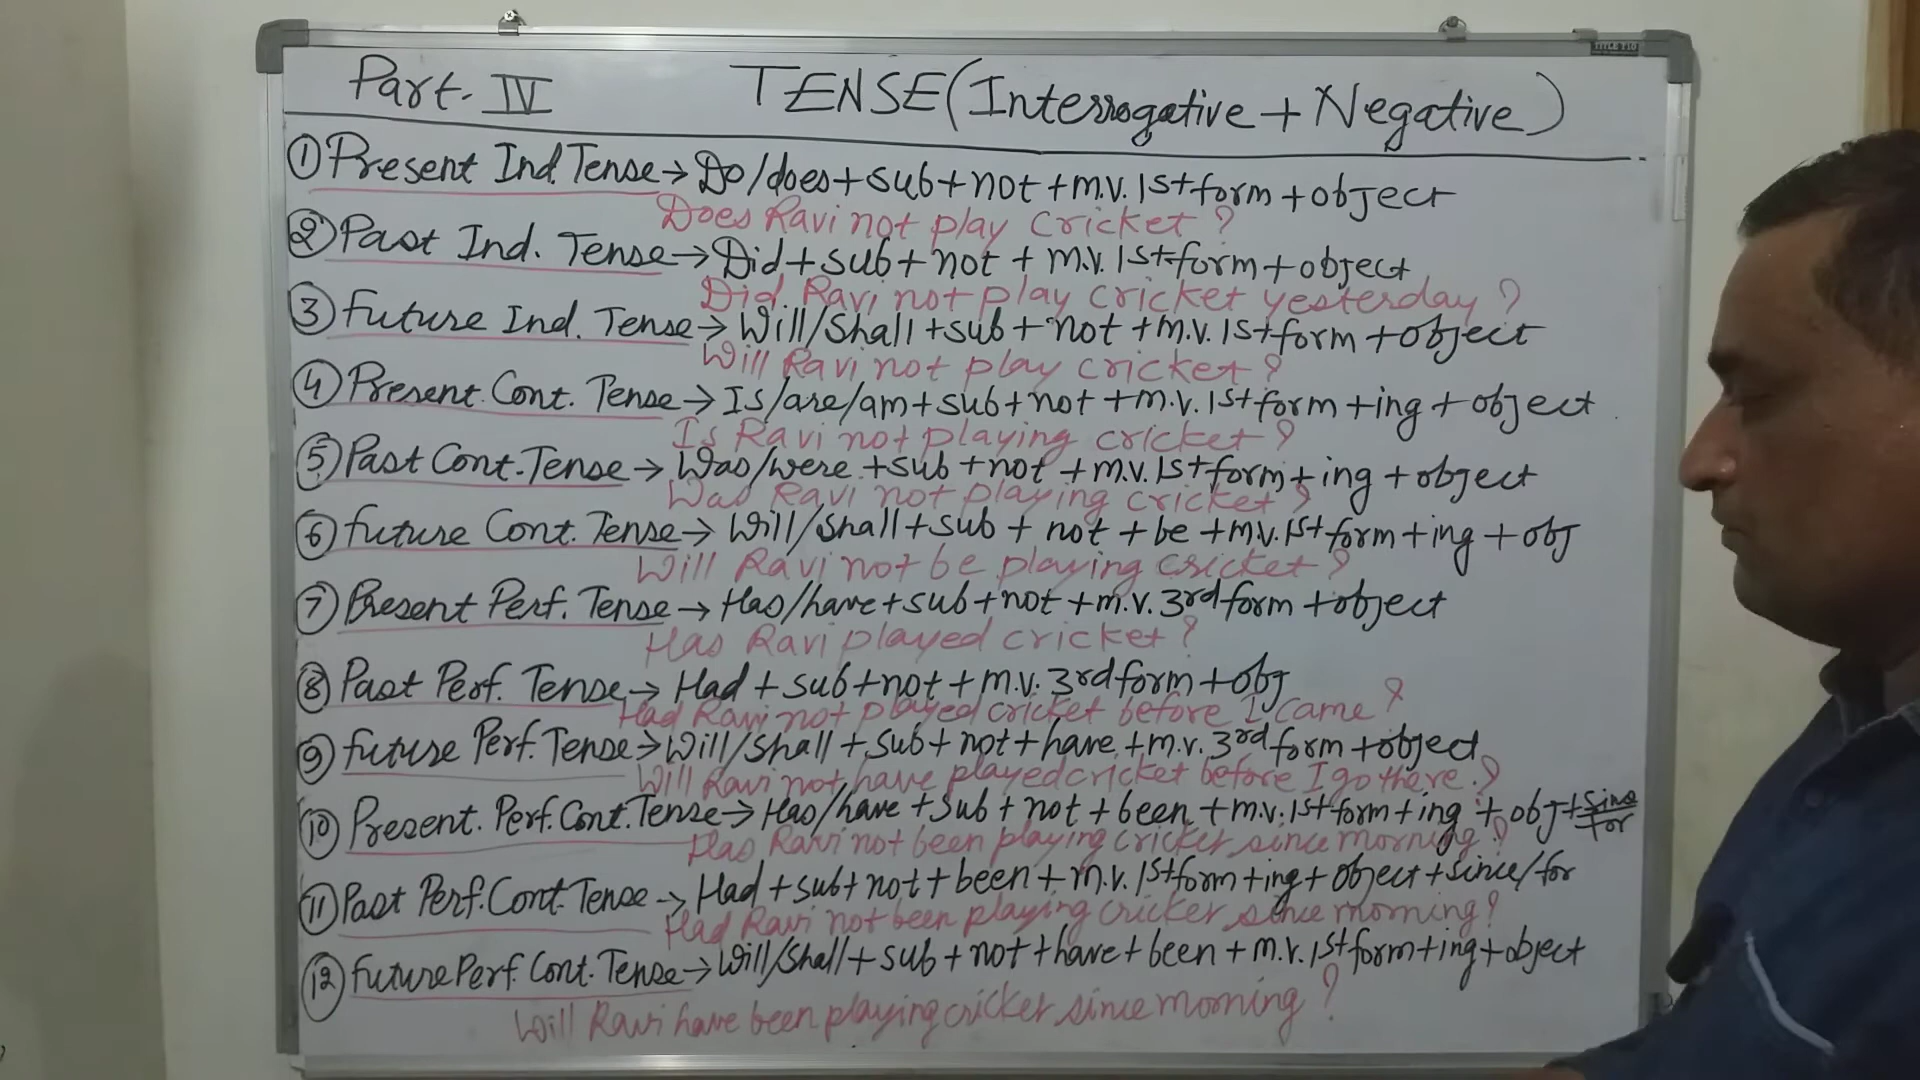 Part. IV TENSE (Interrogative + Negative)
① Present Ind. Tense → Do/does + sub + not + m.v. 1st form + object
Does Ravi not play cricket ?
② Past Ind. Tense → Did + sub + not + m.v. 1st form + object
Did Ravi not play cricket yesterday ?
③ Future Ind. Tense → Will/Shall + sub + not + m.v. 1st form + object
Will Ravi not play cricket ?
④ Present Cont. Tense → Is/are/am + sub + not + m.v. 1st form + ing + object
Is Ravi not playing cricket ?
⑤ Past Cont. Tense → Was/were + sub + not + m.v. 1st form + ing + object
Was Ravi not playing cricket ?
⑥ Future Cont. Tense → Will/Shall + sub + not + be + m.v. 1st form + ing + obj
Will Ravi not be playing cricket ?
⑦ Present Perf. Tense → Has/have + sub + not + m.v. 3rd form + object
Has Ravi played cricket ?
⑧ Past Perf. Tense → Had + sub + not + m.v. 3rd form + obj
Had Ravi not played cricket before I came ?
⑨ Future Perf. Tense → Will/Shall + sub + not + have + m.v. 3rd form + object
Will Ravi not have played cricket before I go there. ?
⑩ Present. Perf. Cont. Tense → Has/have + sub + not + been + m.v. 1st form + ing + obj + since/for
Has Ravi not been playing cricket since morning ?
⑪ Past Perf. Cont. Tense → Had + sub + not + been + m.v. 1st form + ing + object + since/for
Had Ravi not been playing cricket since morning ?
⑫ Future Perf. Cont. Tense → Will/Shall + sub + not + have + been + m.v. 1st form + ing + object
Will Ravi have been playing cricket since morning ?